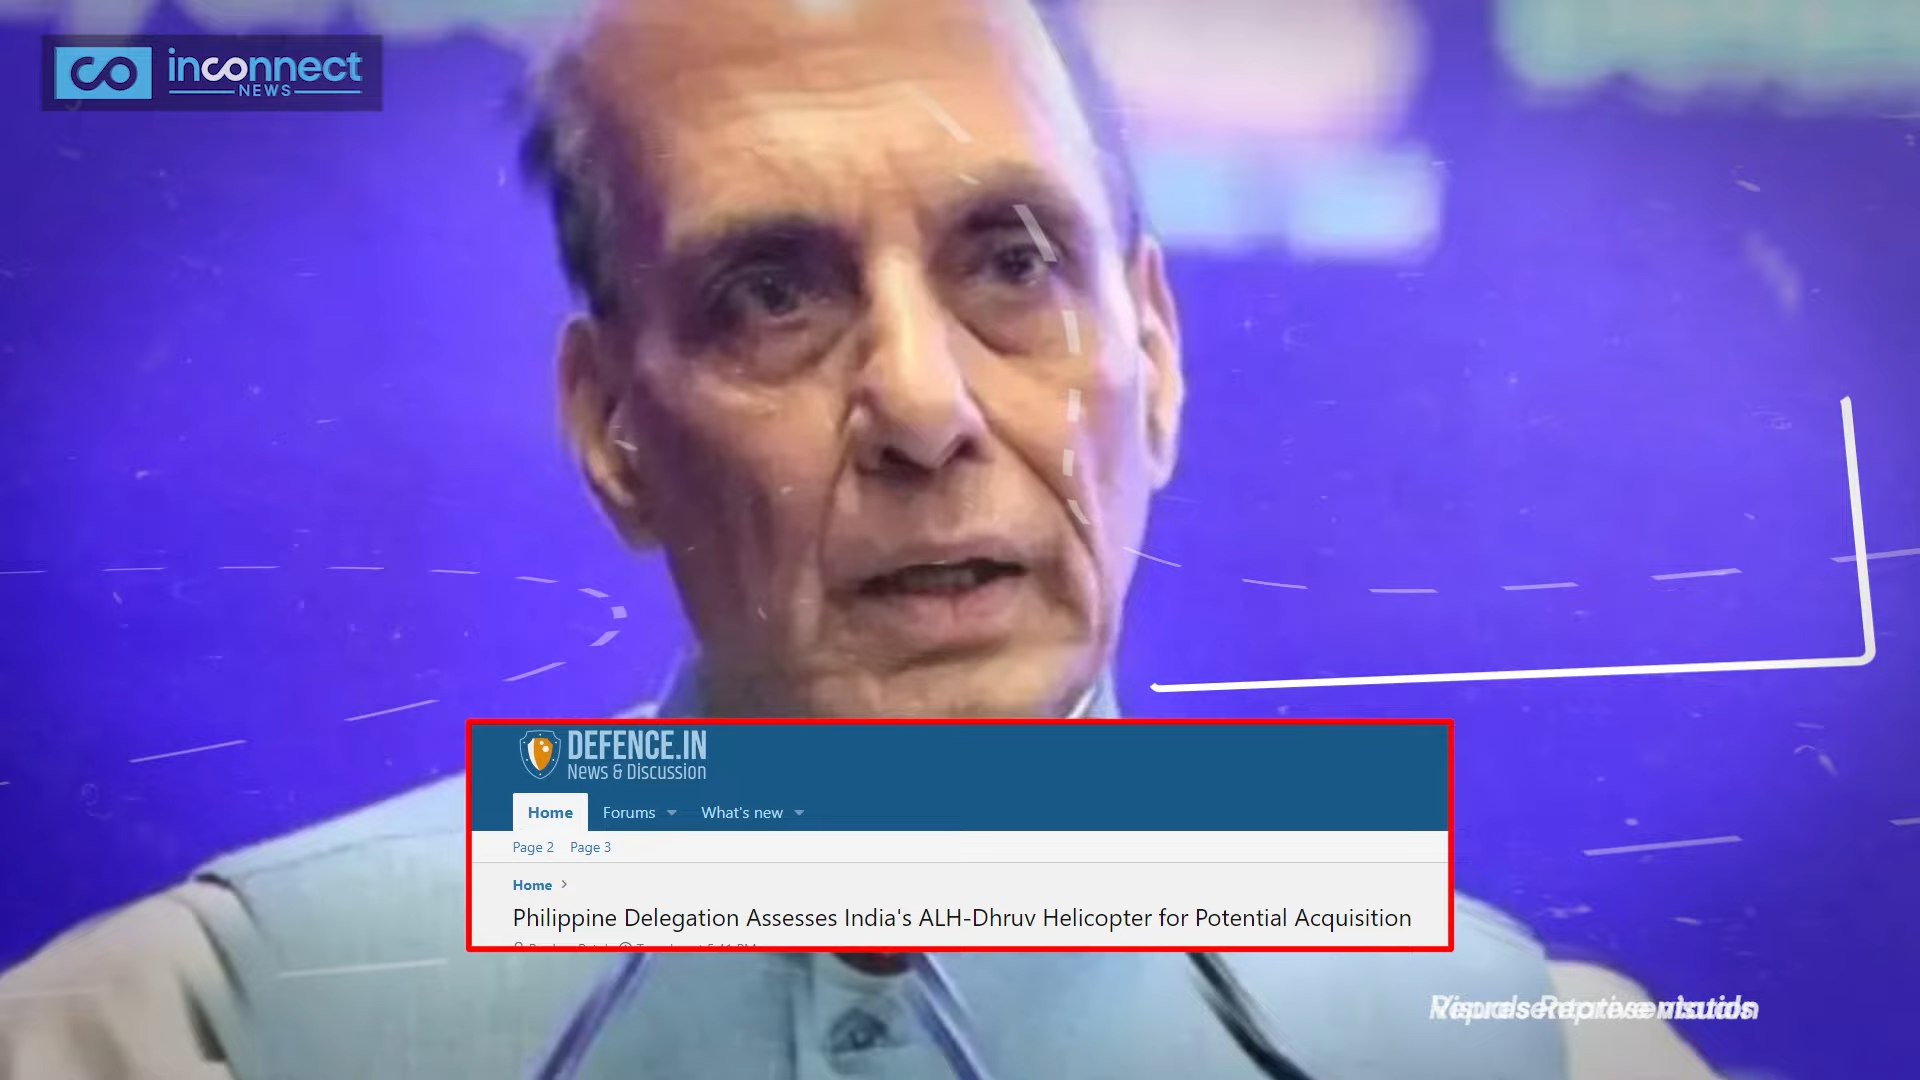 inconnect
NEWS
DEFENCE.IN
News & Discussion
Home Forums What's new
Page 2 Page 3
Home
Philippine Delegation Assesses India's ALH-Dhruv Helicopter for Potential Acquisition